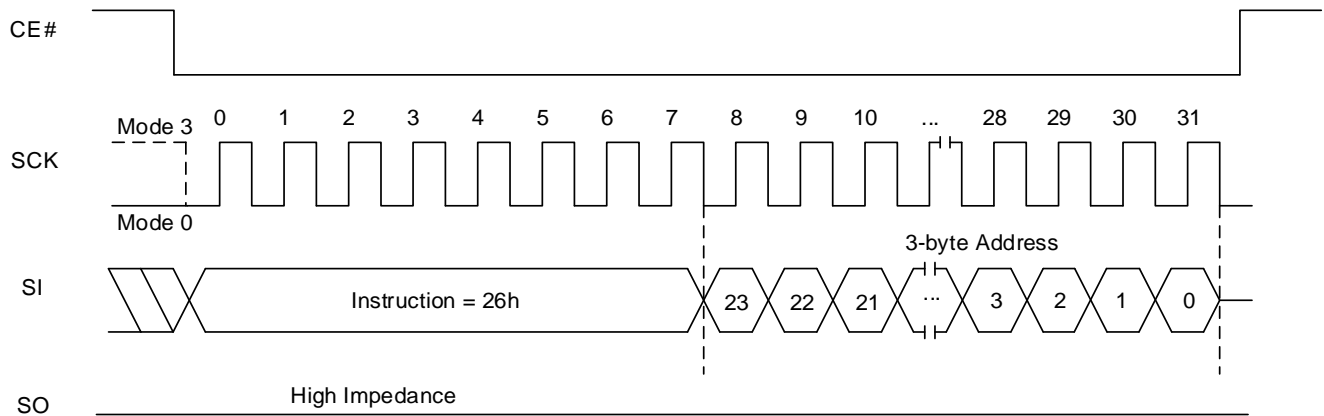 CE#
0 1 2 3 4 5 6 7 8 9 10 ... 28 29 30 31
Mode 3
SCK
Mode 0
3-byte Address
SI
Instruction = 26h 23 22 21 ... 3 2 1 0
High Impedance
SO